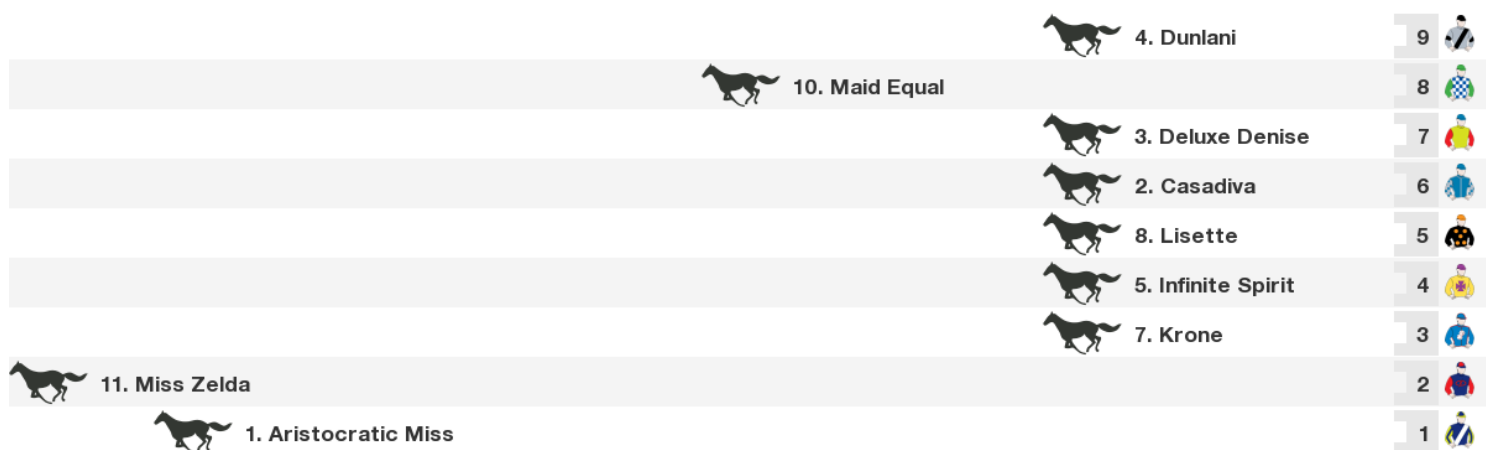 4. Dunlani 9
10. Maid Equal 8
3. Deluxe Denise 7
2. Casadiva 6
8. Lisette 5
5. Infinite Spirit 4
7. Krone 3
11. Miss Zelda 2
1. Aristocratic Miss 1